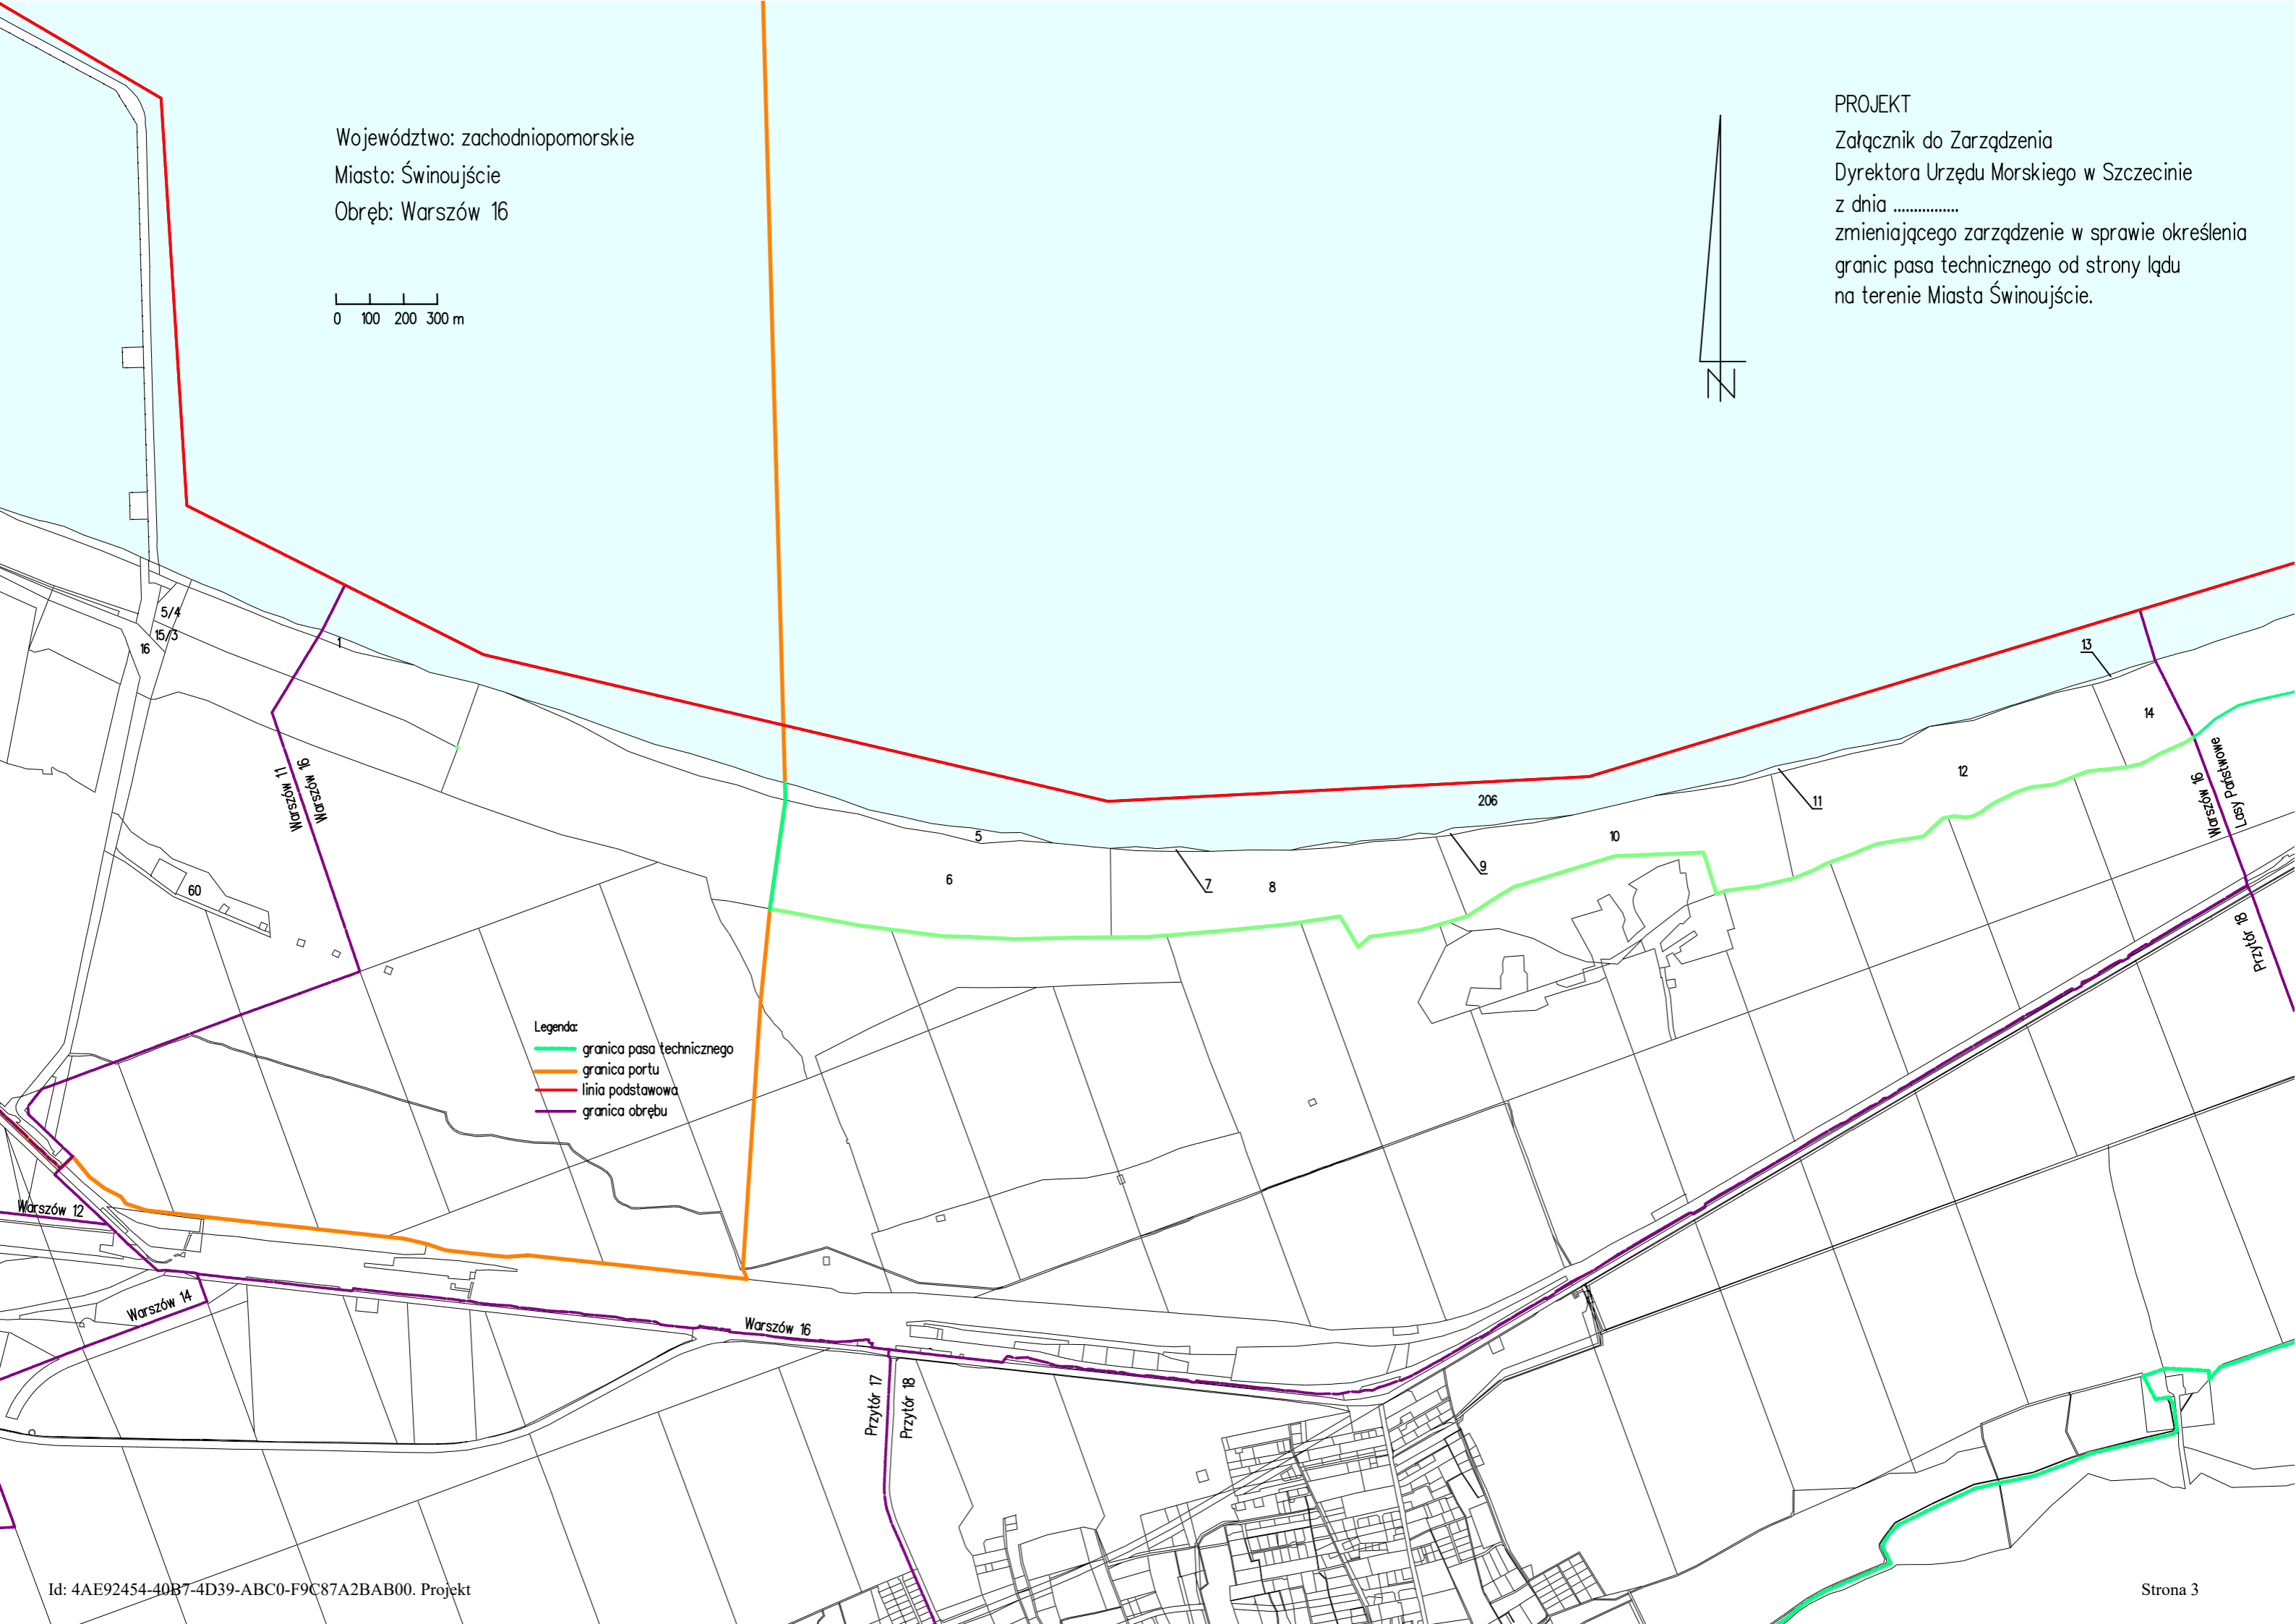 Województwo: zachodniopomorskie
Miasto: Świnoujście
Obręb: Warszów 16
0 100 200 300 m
PROJEKT
Załącznik do Zarządzenia
Dyrektora Urzędu Morskiego w Szczecinie
z dnia ................
zmieniającego zarządzenie w sprawie określenia
granic pasa technicznego od strony lądu
na terenie Miasta Świnoujście.
N
5/4
15/3
16
1
13
14
Warszów 11
Warszów 16
12
206
11
5
10
9
6
7
8
60
Warszów 16
Lasy Państwowe
Przytór 18
Legenda:
granica pasa technicznego
granica portu
linia podstawowa
granica obrębu
Warszów 12
Warszów 14
Warszów 16
Przytór 17
Przytór 18
Id: 4AE92454-40B7-4D39-ABC0-F9C87A2BAB00. Projekt
Strona 3